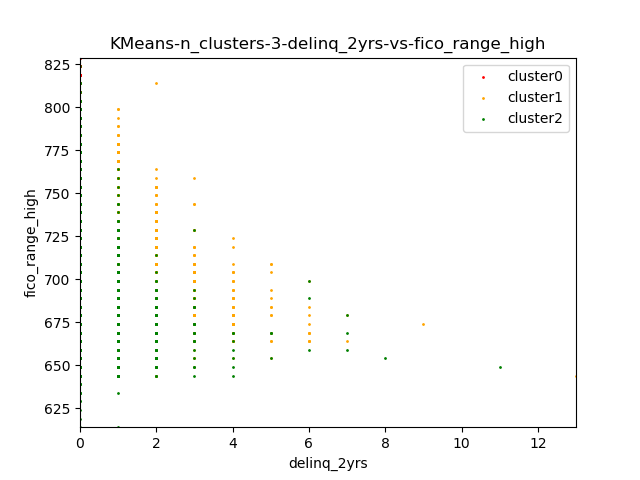 KMeans-n_clusters-3-delinq_2yrs-vs-fico_range_high
825
800
775
750
725
700
675
650
625
fico_range_high
cluster0
cluster1
cluster2
0 2 4 6 8 10 12
delinq_2yrs